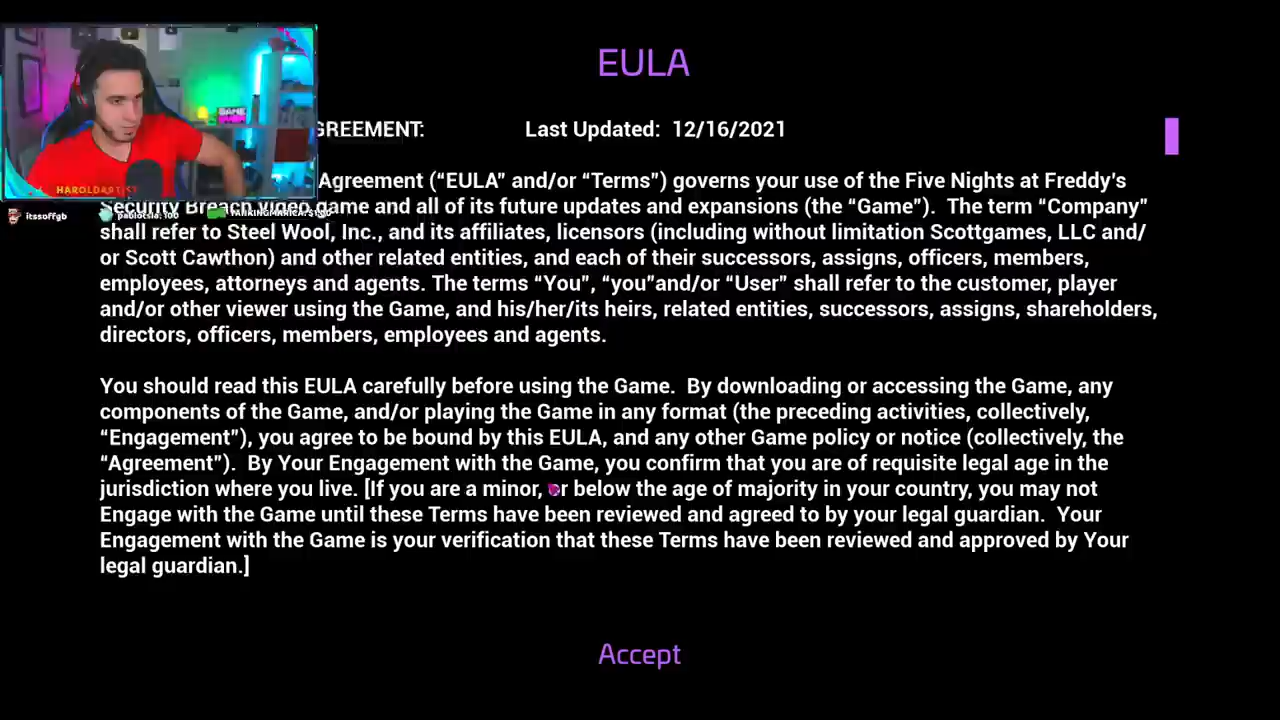 EULA
GREEMENT: Last Updated: 12/16/2021
Agreement (“EULA” and/or “Terms”) governs your use of the Five Nights at Freddy's
Security Breach video game and all of its future updates and expansions (the “Game”). The term “Company”
shall refer to Steel Wool, Inc., and its affiliates, licensors (including without limitation Scottgames, LLC and/
or Scott Cawthon) and other related entities, and each of their successors, assigns, officers, members,
employees, attorneys and agents. The terms “You”, “you”and/or “User” shall refer to the customer, player
and/or other viewer using the Game, and his/her/its heirs, related entities, successors, assigns, shareholders,
directors, officers, members, employees and agents.
You should read this EULA carefully before using the Game. By downloading or accessing the Game, any
components of the Game, and/or playing the Game in any format (the preceding activities, collectively,
“Engagement”), you agree to be bound by this EULA, and any other Game policy or notice (collectively, the
“Agreement”). By Your Engagement with the Game, you confirm that you are of requisite legal age in the
jurisdiction where you live. [If you are a minor, or below the age of majority in your country, you may not
Engage with the Game until these Terms have been reviewed and agreed to by your legal guardian. Your
Engagement with the Game is your verification that these Terms have been reviewed and approved by Your
legal guardian.]
Accept
GAME
HAROLDARTIST
itssoffgb